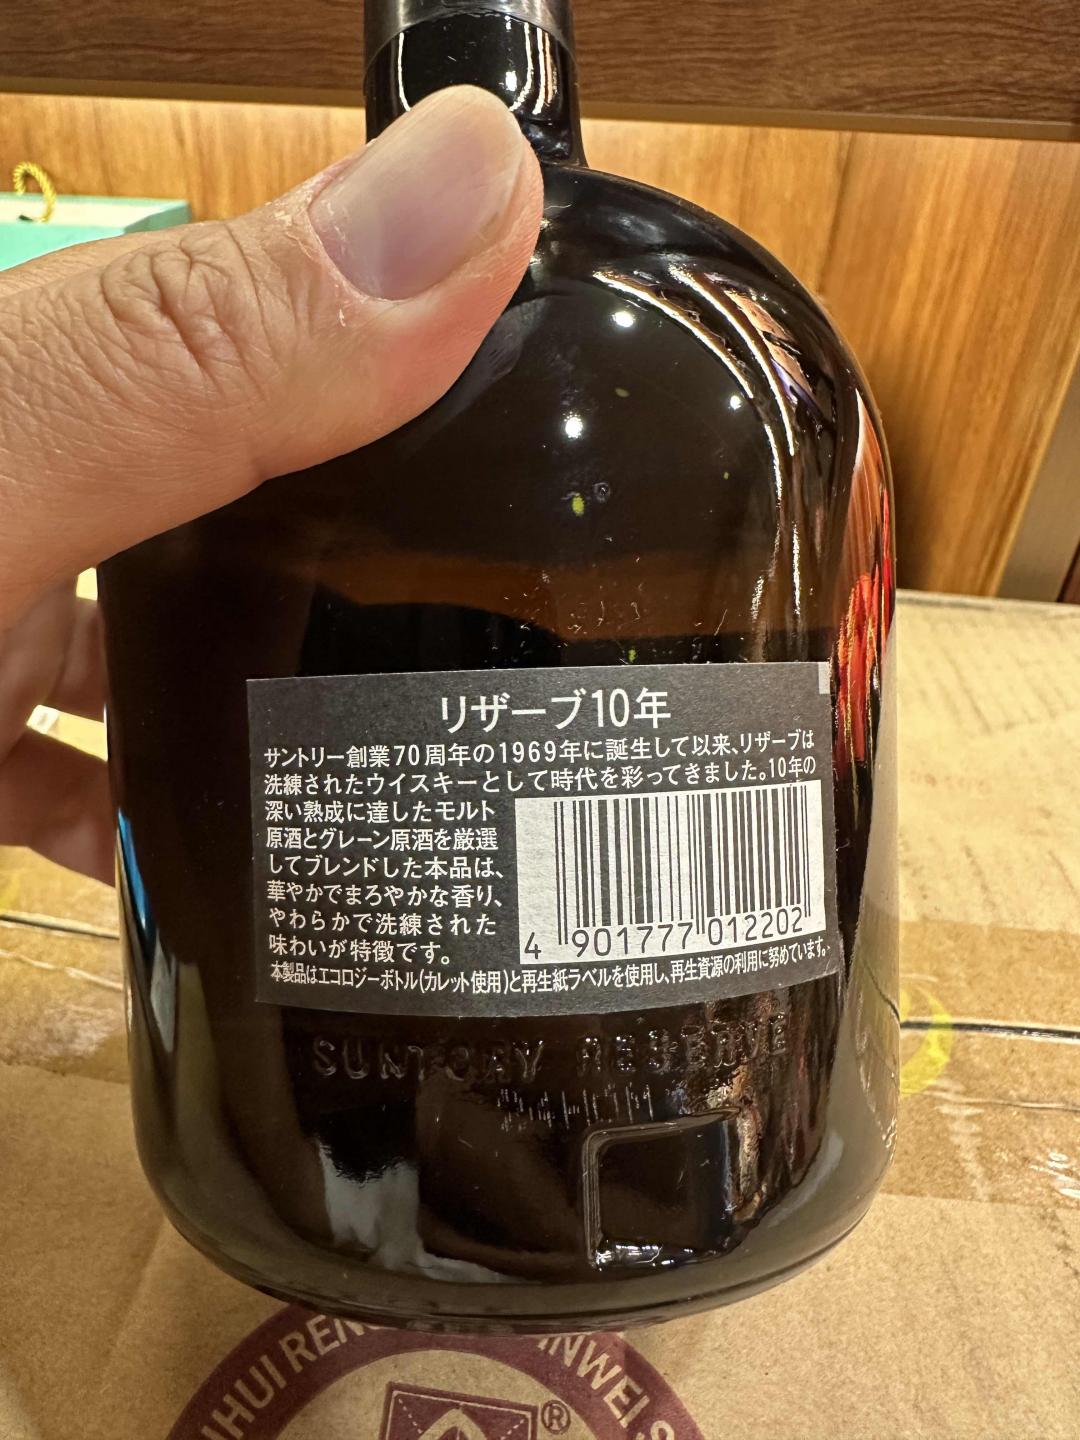 リザーブ10年
サントリー創業70周年の1969年に誕生して以来、リザーブは
洗練されたウイスキーとして時代を彩ってきました。10年の
深い熟成に達したモルト
原酒とグレーン原酒を厳選
してブレンドした本品は、
華やかでまろやかな香り、
やわらかで洗練された
味わいが特徴です。
4 901777 012202
本製品はエコロジーボトル(カレット使用)と再生紙ラベルを使用し、再生資源の利用に努めています。
SUNTORY RESERVE
HUI REN
INWEI S
®